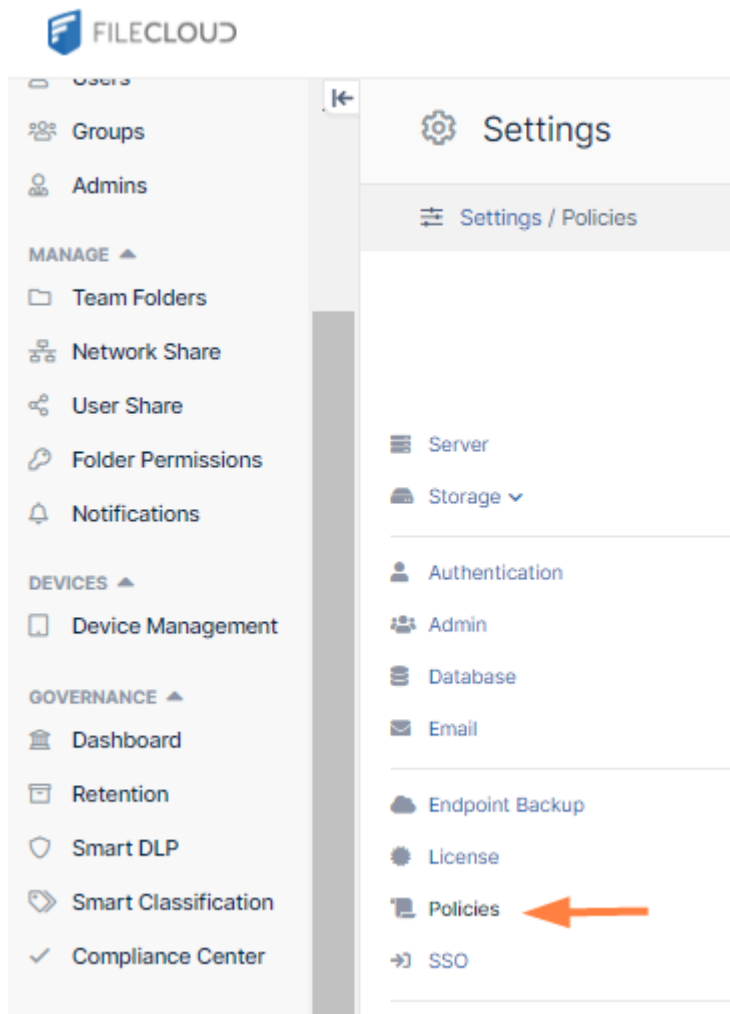 FILECLOUD
Users
Groups
Admins
MANAGE
Team Folders
Network Share
User Share
Folder Permissions
Notifications
DEVICES
Device Management
GOVERNANCE
Dashboard
Retention
Smart DLP
Smart Classification
Compliance Center
Settings
Settings / Policies
Server
Storage
Authentication
Admin
Database
Email
Endpoint Backup
License
Policies
SSO